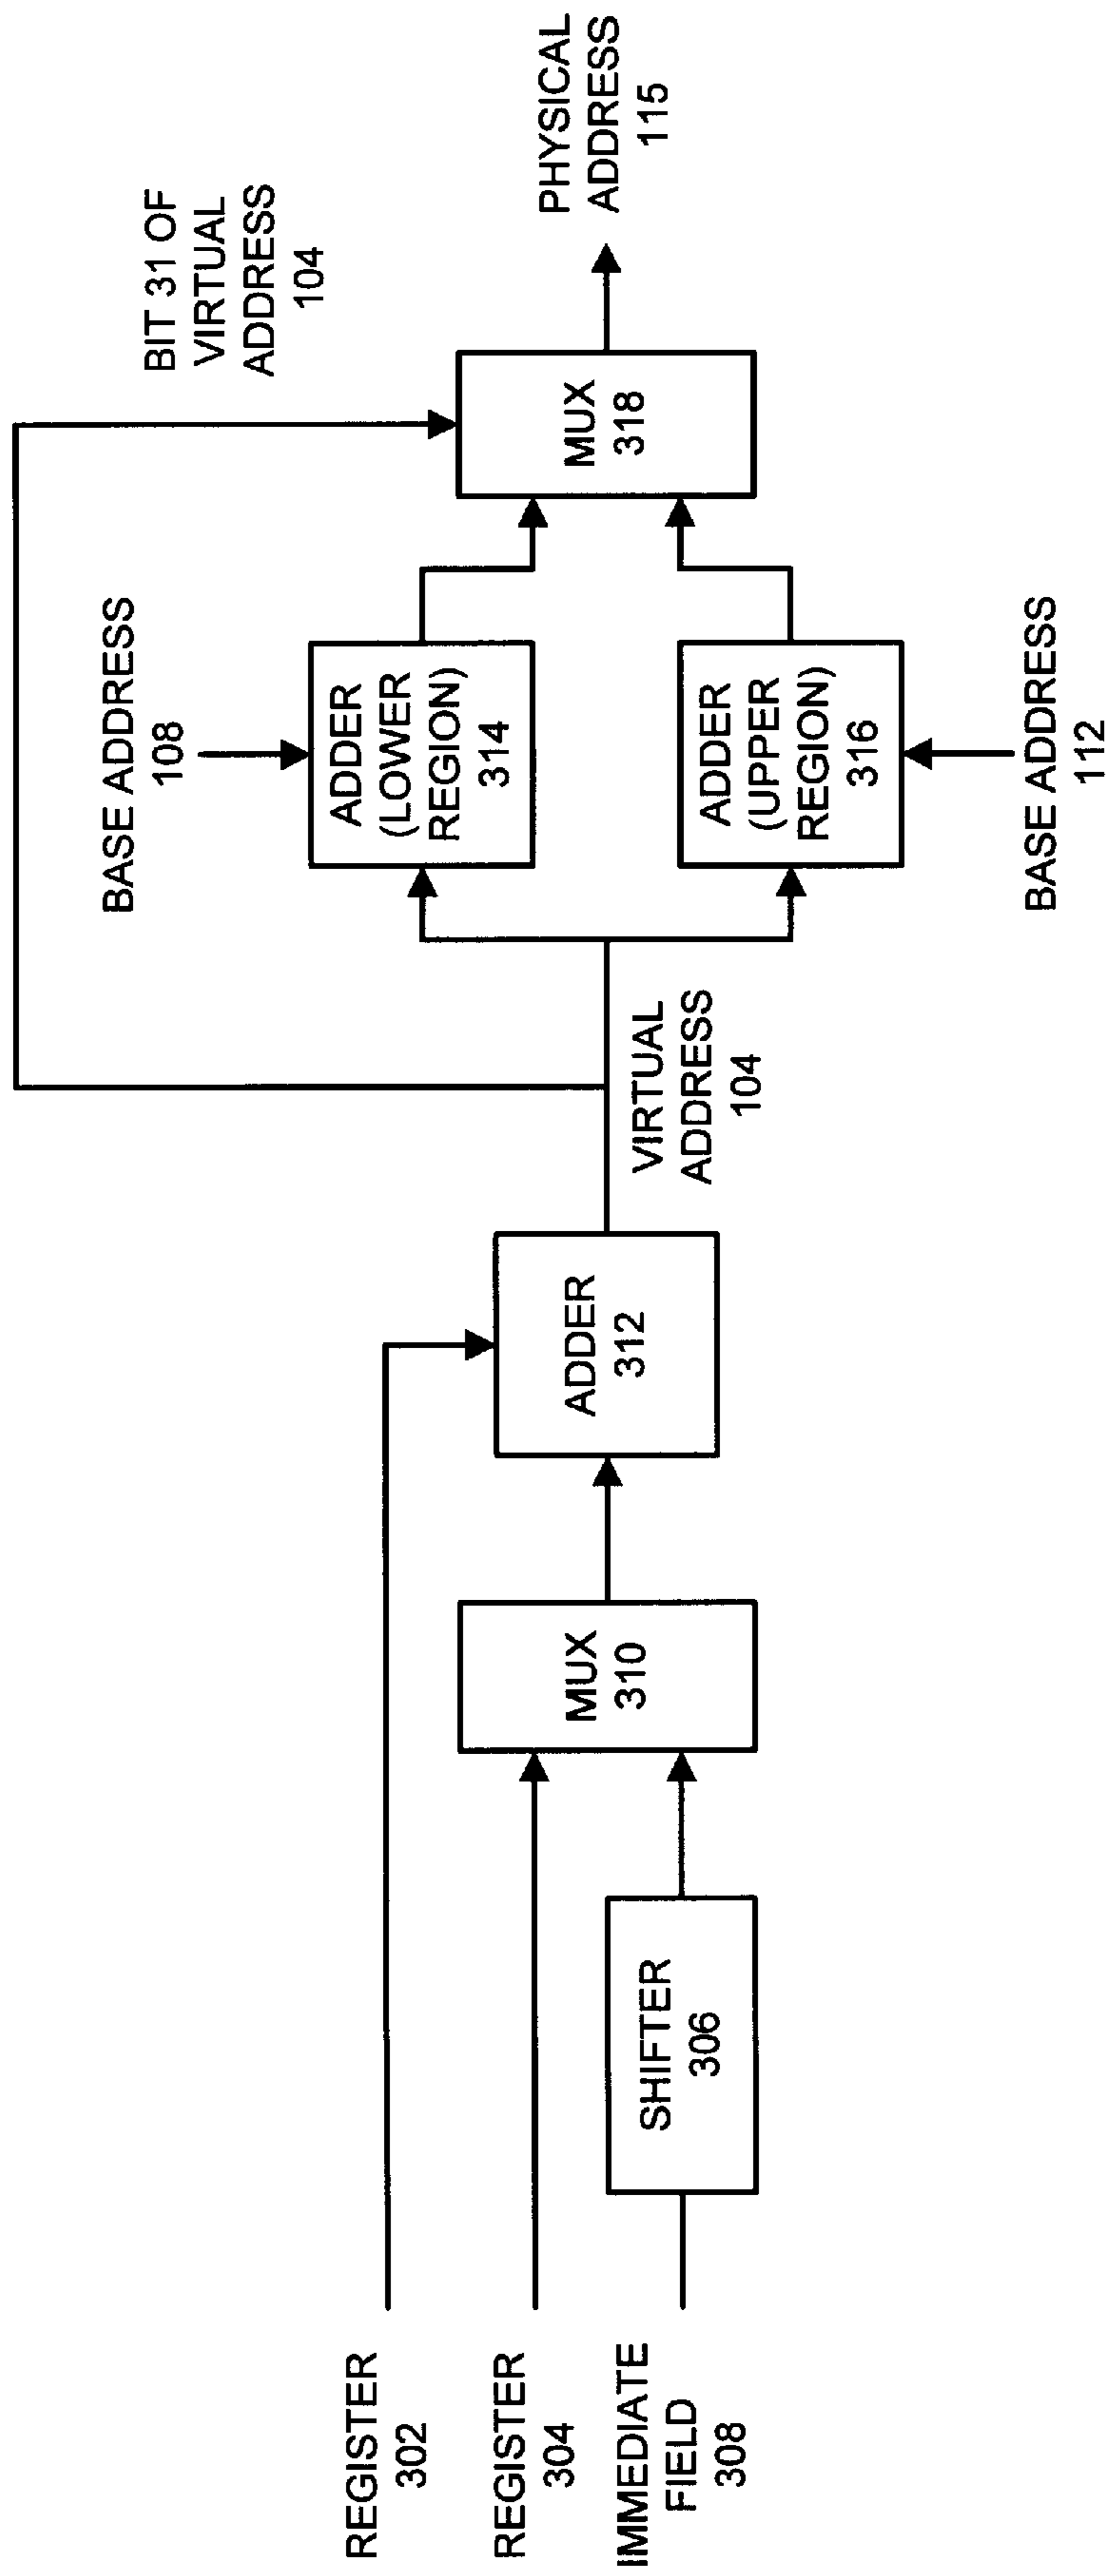 REGISTER
302
REGISTER
304
IMMEDIATE
FIELD
308
SHIFTER
306
MUX
310
ADDER
312
VIRTUAL
ADDRESS
104
BASE ADDRESS
108
ADDER
(LOWER
REGION)
314
ADDER
(UPPER
REGION)
316
BASE ADDRESS
112
BIT 31 OF
VIRTUAL
ADDRESS
104
MUX
318
PHYSICAL
ADDRESS
115